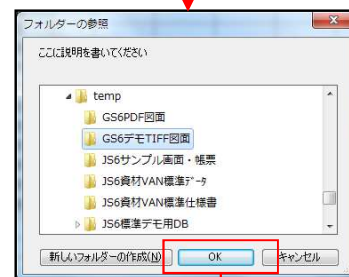 フォルダーの参照
ここに説明を書いてください
temp
GS6PDF図面
GS6デモTIFF図面
JS6サンプル画面・帳票
JS6資材VAN標準ﾃﾞｰﾀ
JS6資材VAN標準仕様書
JS6標準デモ用DB
新しいフォルダーの作成(N) OK キャンセル